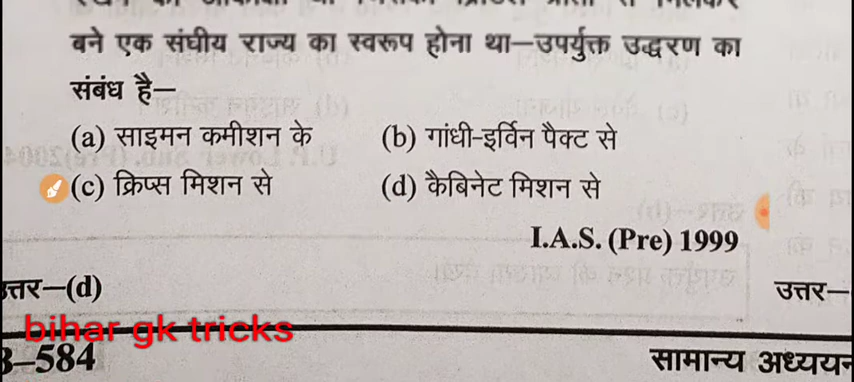 बने एक संघीय राज्य का स्वरूप होना था—उपर्युक्त उद्धरण का
संबंध है—
(a) साइमन कमीशन के (b) गांधी-इर्विन पैक्ट से
(c) क्रिप्स मिशन से (d) कैबिनेट मिशन से
I.A.S. (Pre) 1999
उत्तर—(d) उत्तर—
bihar gk tricks
B–584 सामान्य अध्ययन